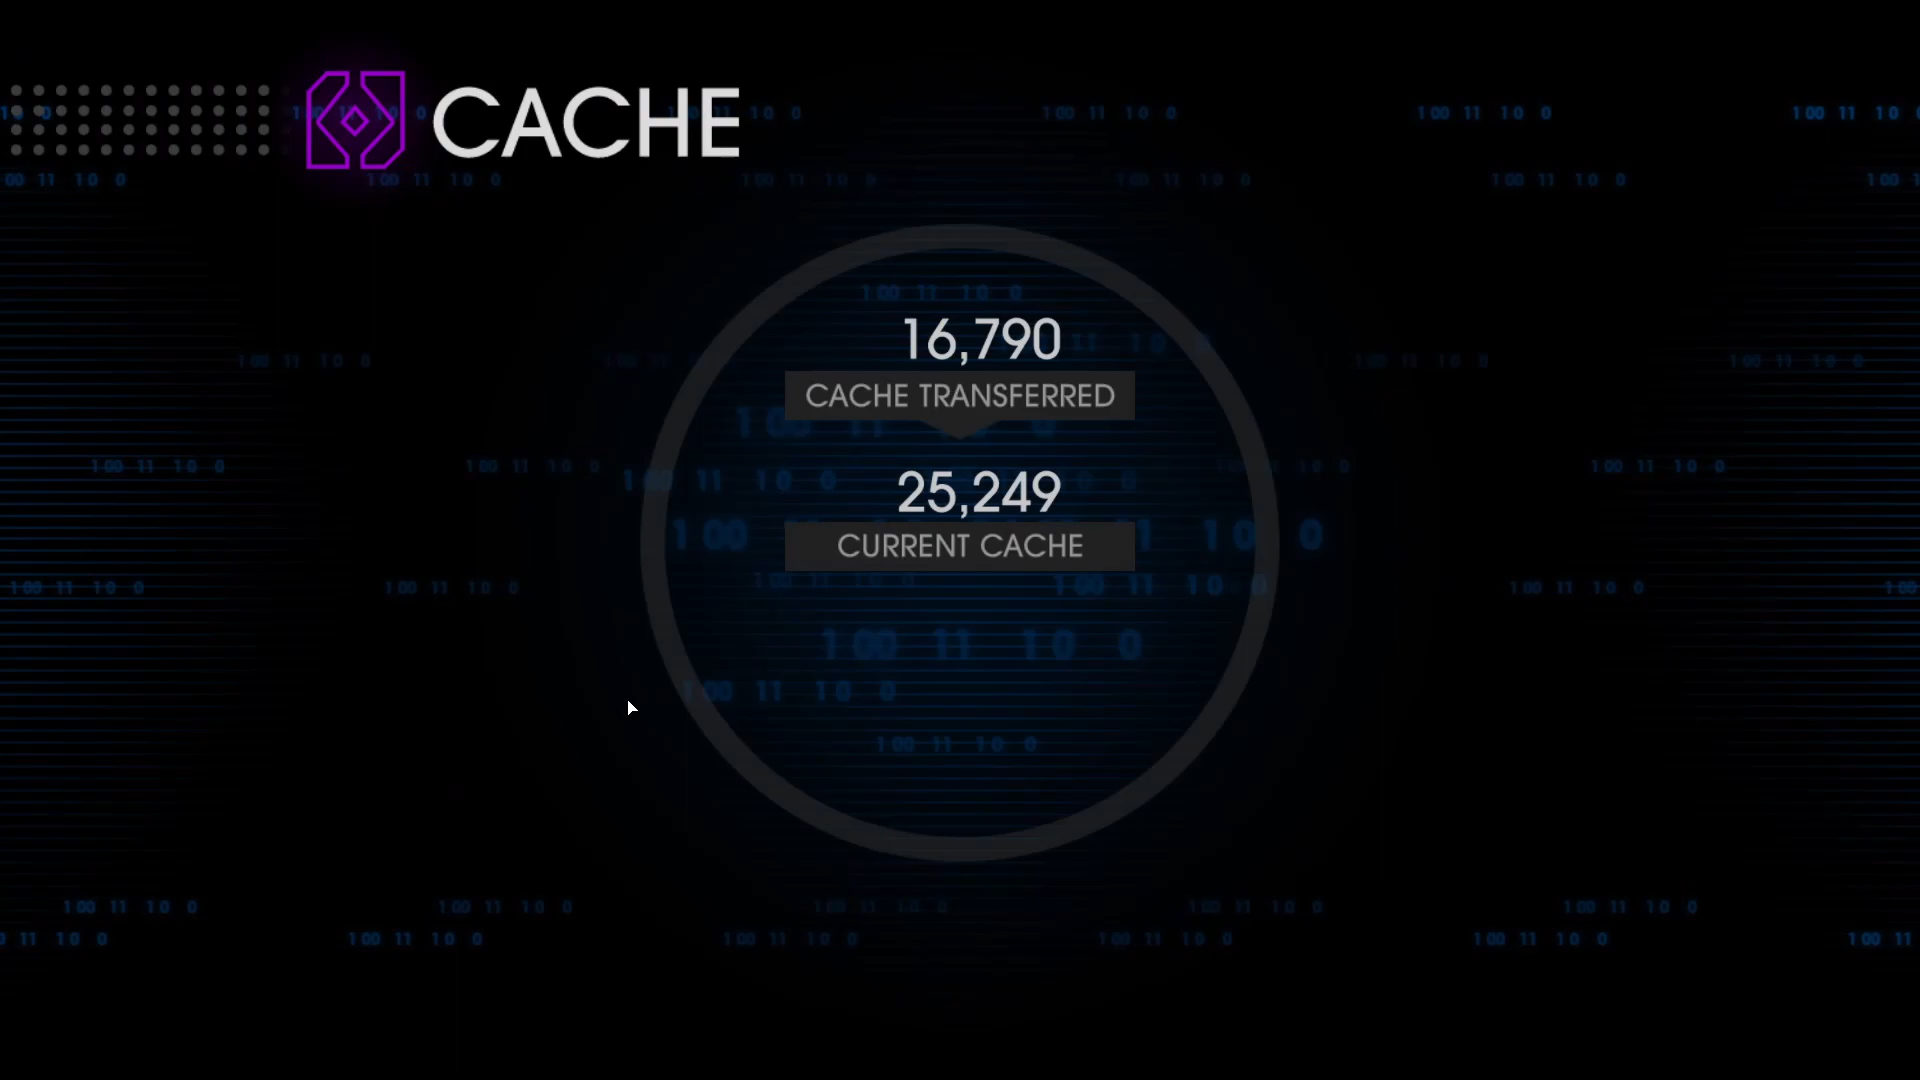 CACHE
16,790
CACHE TRANSFERRED
25,249
CURRENT CACHE